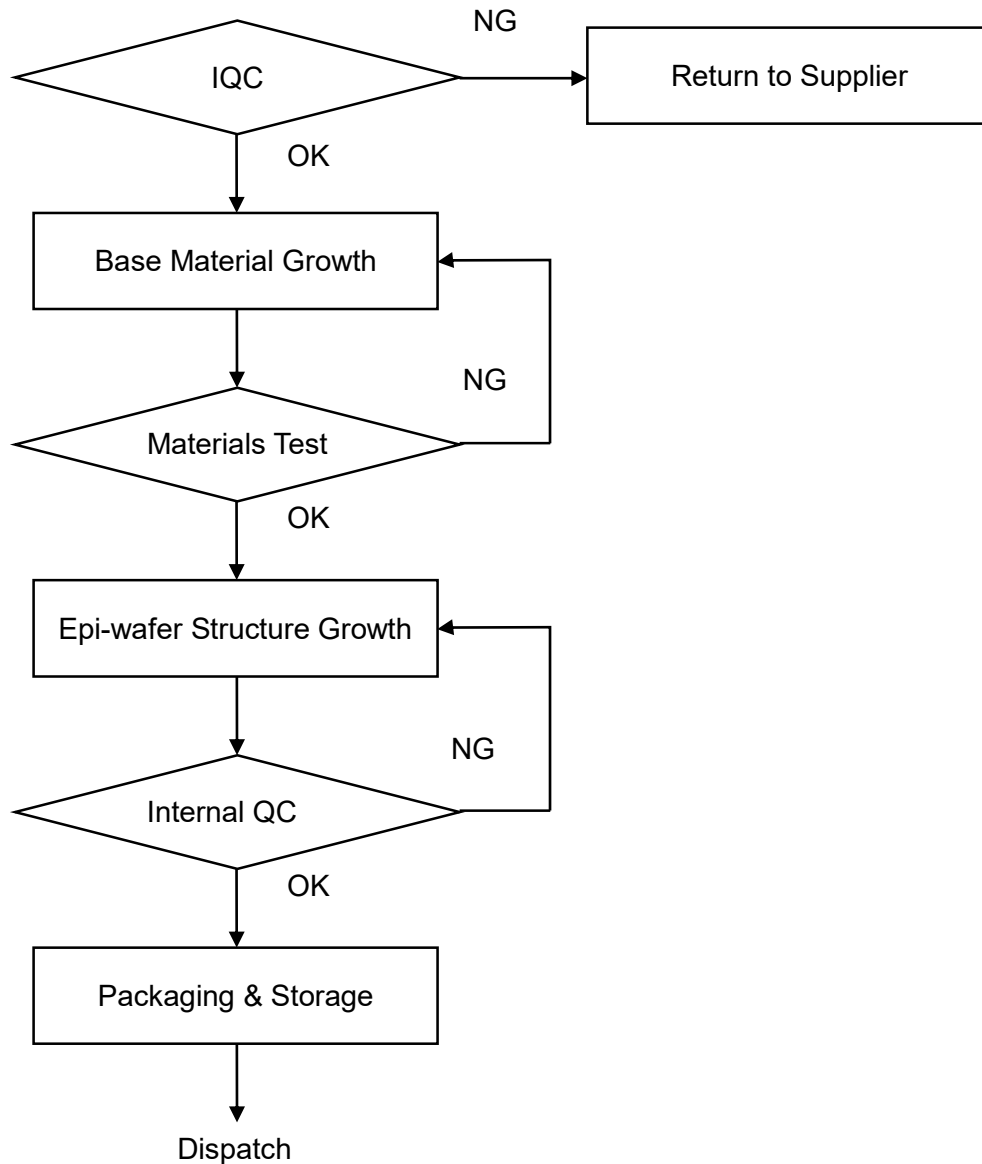 NG
IQC
Return to Supplier
OK
Base Material Growth
NG
Materials Test
OK
Epi-wafer Structure Growth
NG
Internal QC
OK
Packaging & Storage
Dispatch